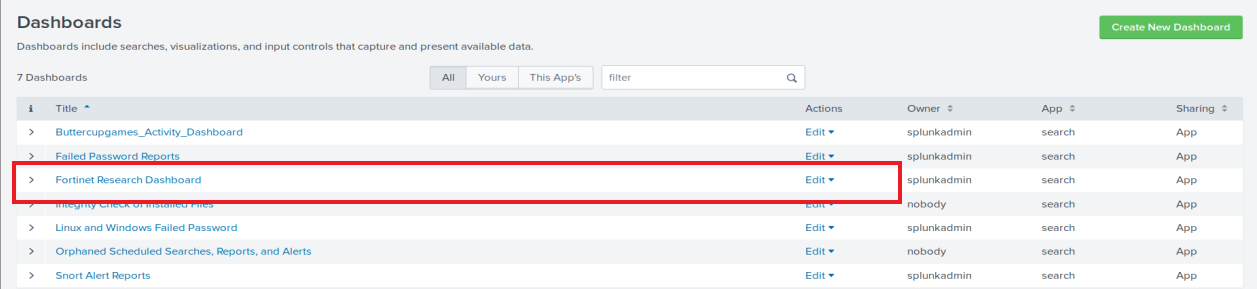 Dashboards
Create New Dashboard
Dashboards include searches, visualizations, and input controls that capture and present available data.
7 Dashboards All Yours This App's filter
i Title Actions Owner App Sharing
Buttercupgames_Activity_Dashboard Edit splunkadmin search App
Failed Password Reports Edit splunkadmin search App
Fortinet Research Dashboard Edit splunkadmin search App
Integrity Check of Installed Files Edit nobody search App
Linux and Windows Failed Password Edit splunkadmin search App
Orphaned Scheduled Searches, Reports, and Alerts Edit nobody search App
Snort Alert Reports Edit splunkadmin search App